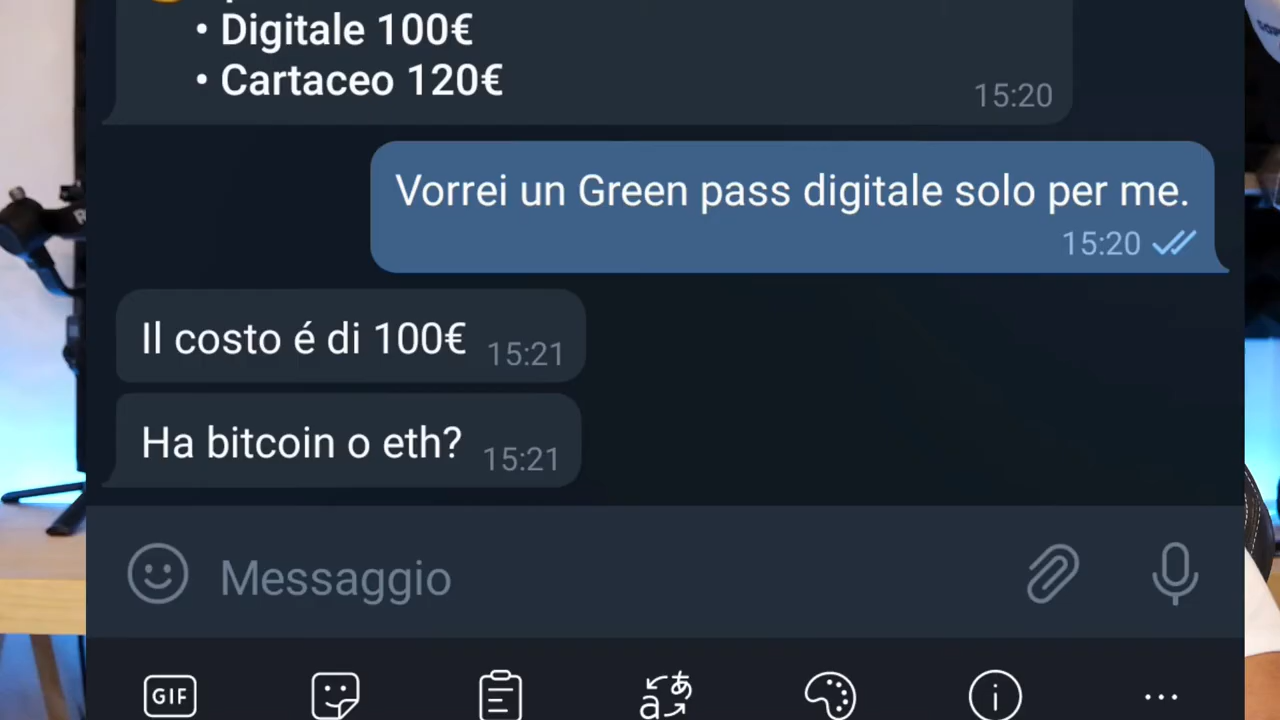 • Digitale 100€
• Cartaceo 120€
15:20
Vorrei un Green pass digitale solo per me.
15:20
Il costo é di 100€ 15:21
Ha bitcoin o eth? 15:21
Messaggio
GIF